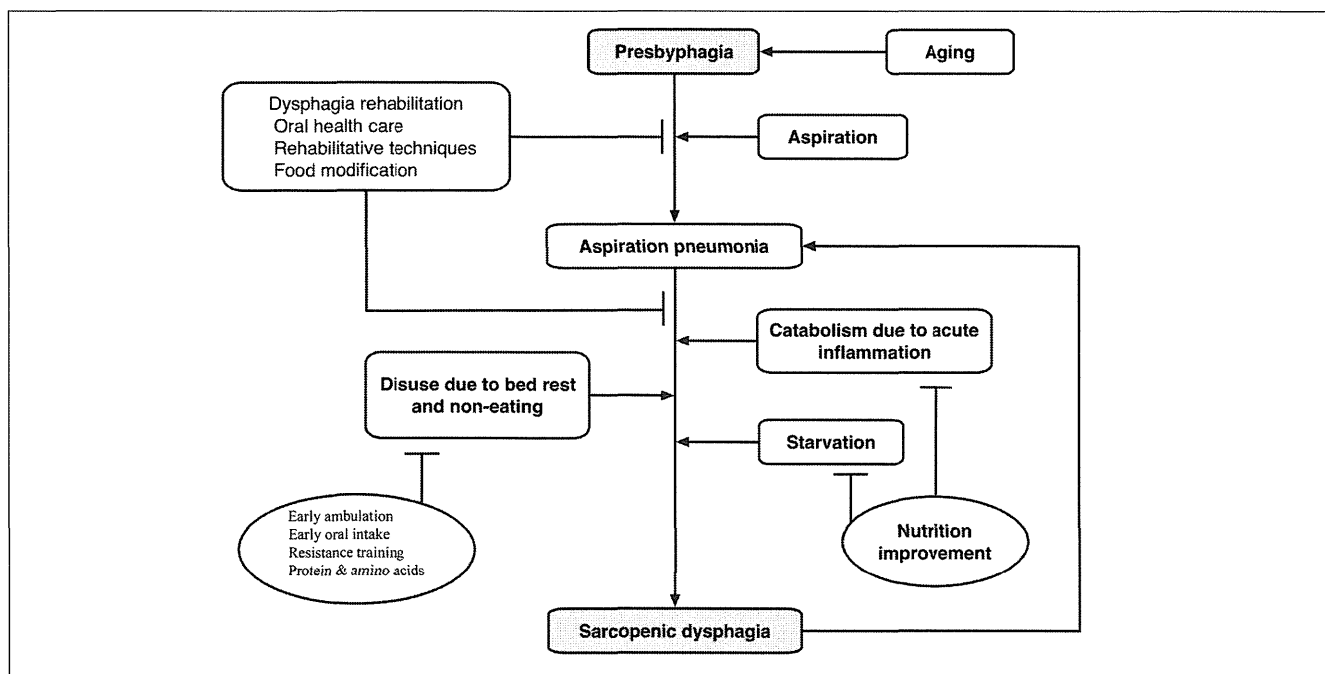 Presbyphagia
Aging
Dysphagia rehabilitation
Oral health care
Rehabilitative techniques
Food modification
Aspiration
Aspiration pneumonia
Catabolism due to acute
inflammation
Disuse due to bed rest
and non-eating
Starvation
Early ambulation
Early oral intake
Resistance training
Protein & amino acids
Nutrition
improvement
Sarcopenic dysphagia